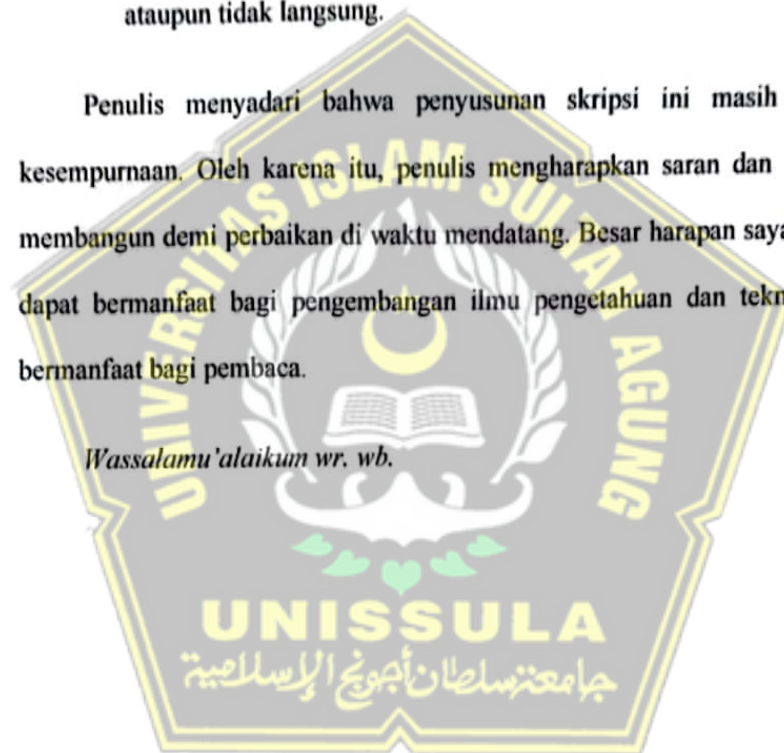 ataupun tidak langsung.
Penulis menyadari bahwa penyusunan skripsi ini masih
kesempurnaan. Oleh karena itu, penulis mengharapkan saran dan
membangun demi perbaikan di waktu mendatang. Besar harapan saya
dapat bermanfaat bagi pengembangan ilmu pengetahuan dan tekn
bermanfaat bagi pembaca.
Wassalamu'alaikum wr. wb.
UNIVERSITAS ISLAM SULTAN AGUNG
UNISSULA
جامعة سلطان أجونج الإسلامية